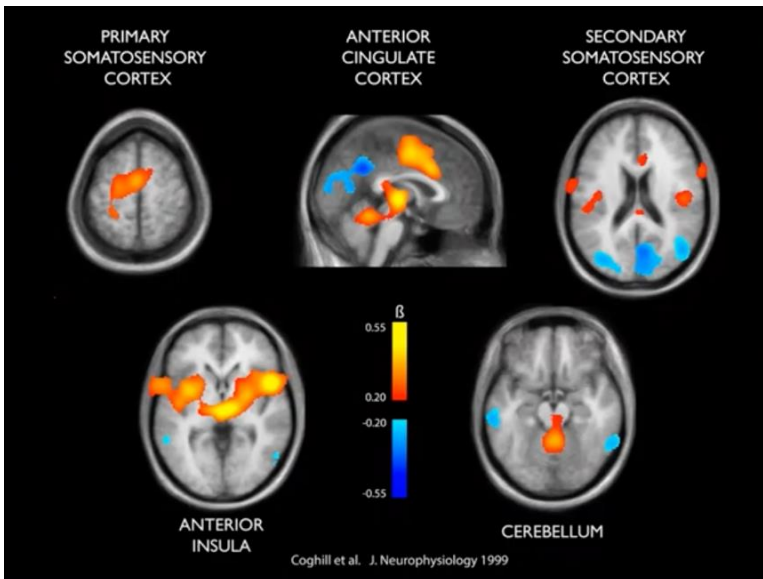 PRIMARY
SOMATOSENSORY
CORTEX
ANTERIOR
CINGULATE
CORTEX
SECONDARY
SOMATOSENSORY
CORTEX
ß
0.55
0.20
-0.20
-0.55
ANTERIOR
INSULA
CEREBELLUM
Coghill et al. J. Neurophysiology 1999